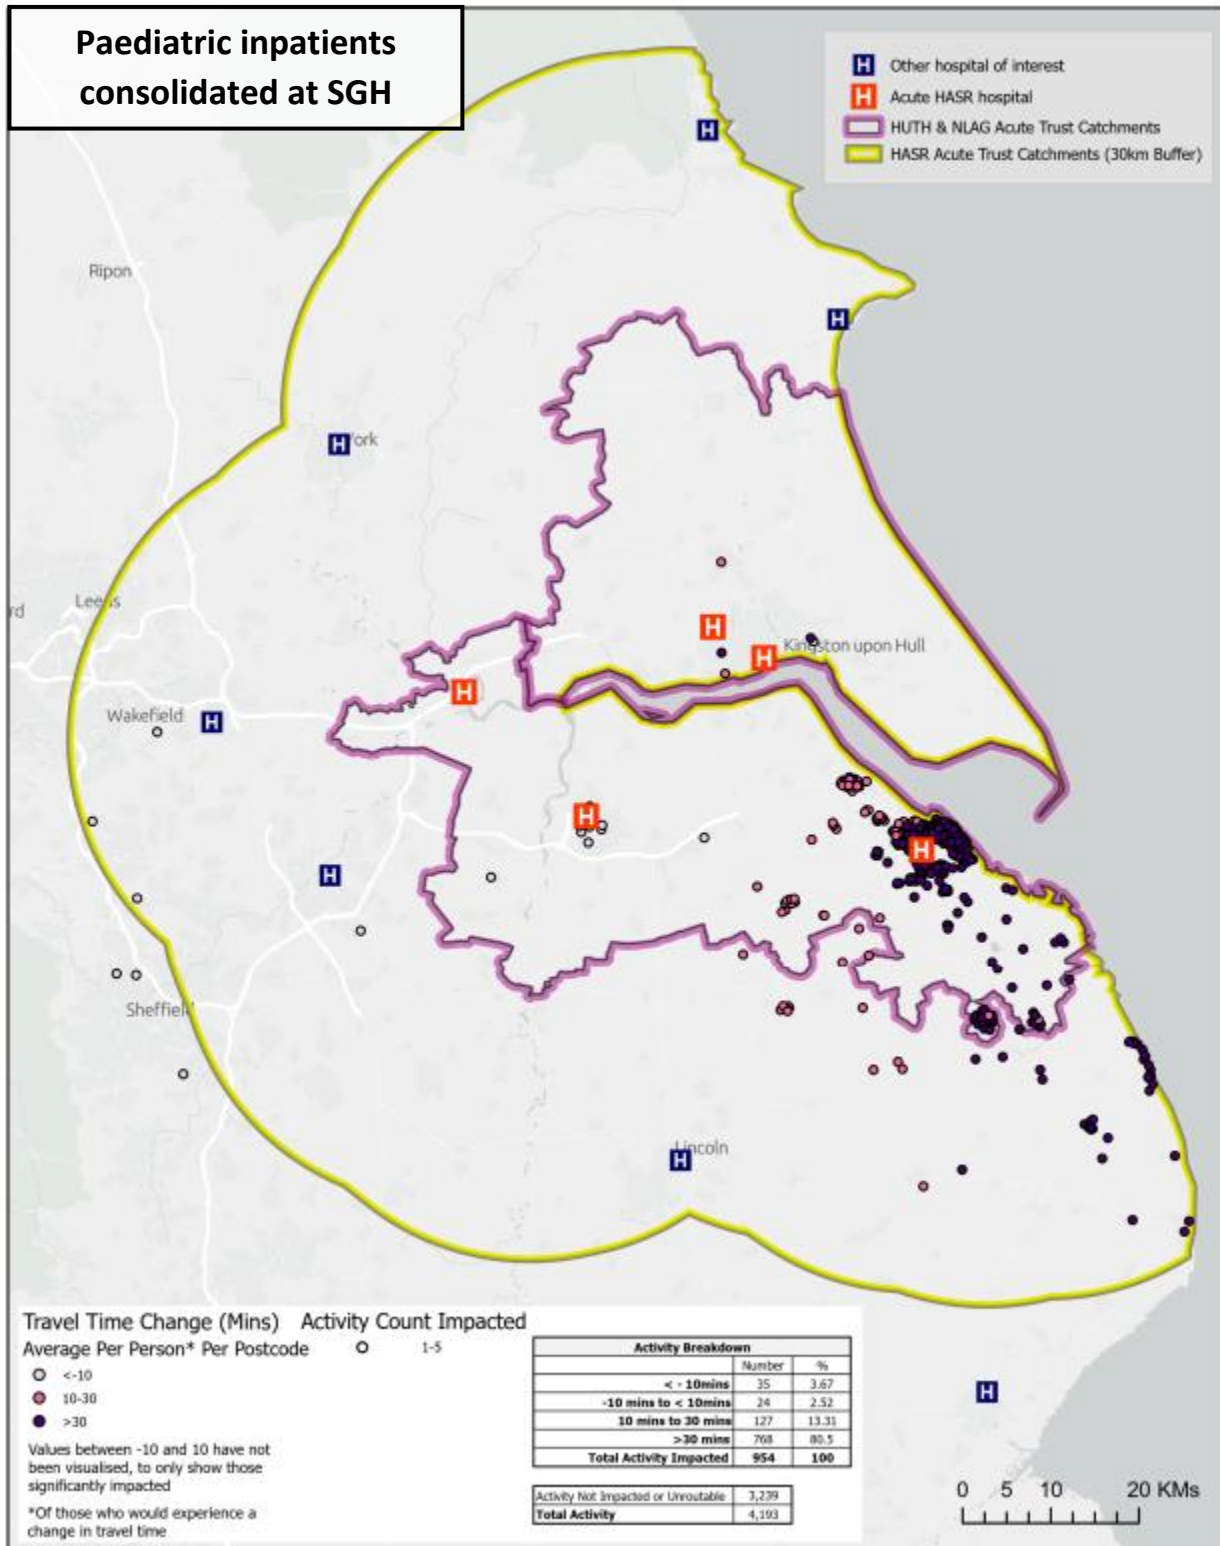 Paediatric inpatients
consolidated at SGH
H Other hospital of interest
H Acute HASR hospital
HUTH & NLAG Acute Trust Catchments
HASR Acute Trust Catchments (30km Buffer)
H
Ripon
H
H York
Leeds
rd
H
H Kingston upon Hull
H
Wakefield H
H
H
H
Sheffield
Lincoln
H
H
Travel Time Change (Mins) Activity Count Impacted
Average Per Person* Per Postcode 1-5
<-10
10-30
>30
Values between -10 and 10 have not
been visualised, to only show those
significantly impacted
*Of those who would experience a
change in travel time
Activity Breakdown
Number %
< - 10mins 35 3.67
-10 mins to < 10mins 24 2.52
10 mins to 30 mins 127 13.31
>30 mins 768 80.5
Total Activity Impacted 954 100
Activity Not Impacted or Unroutable 3,239
Total Activity 4,193
0 5 10 20 KMs